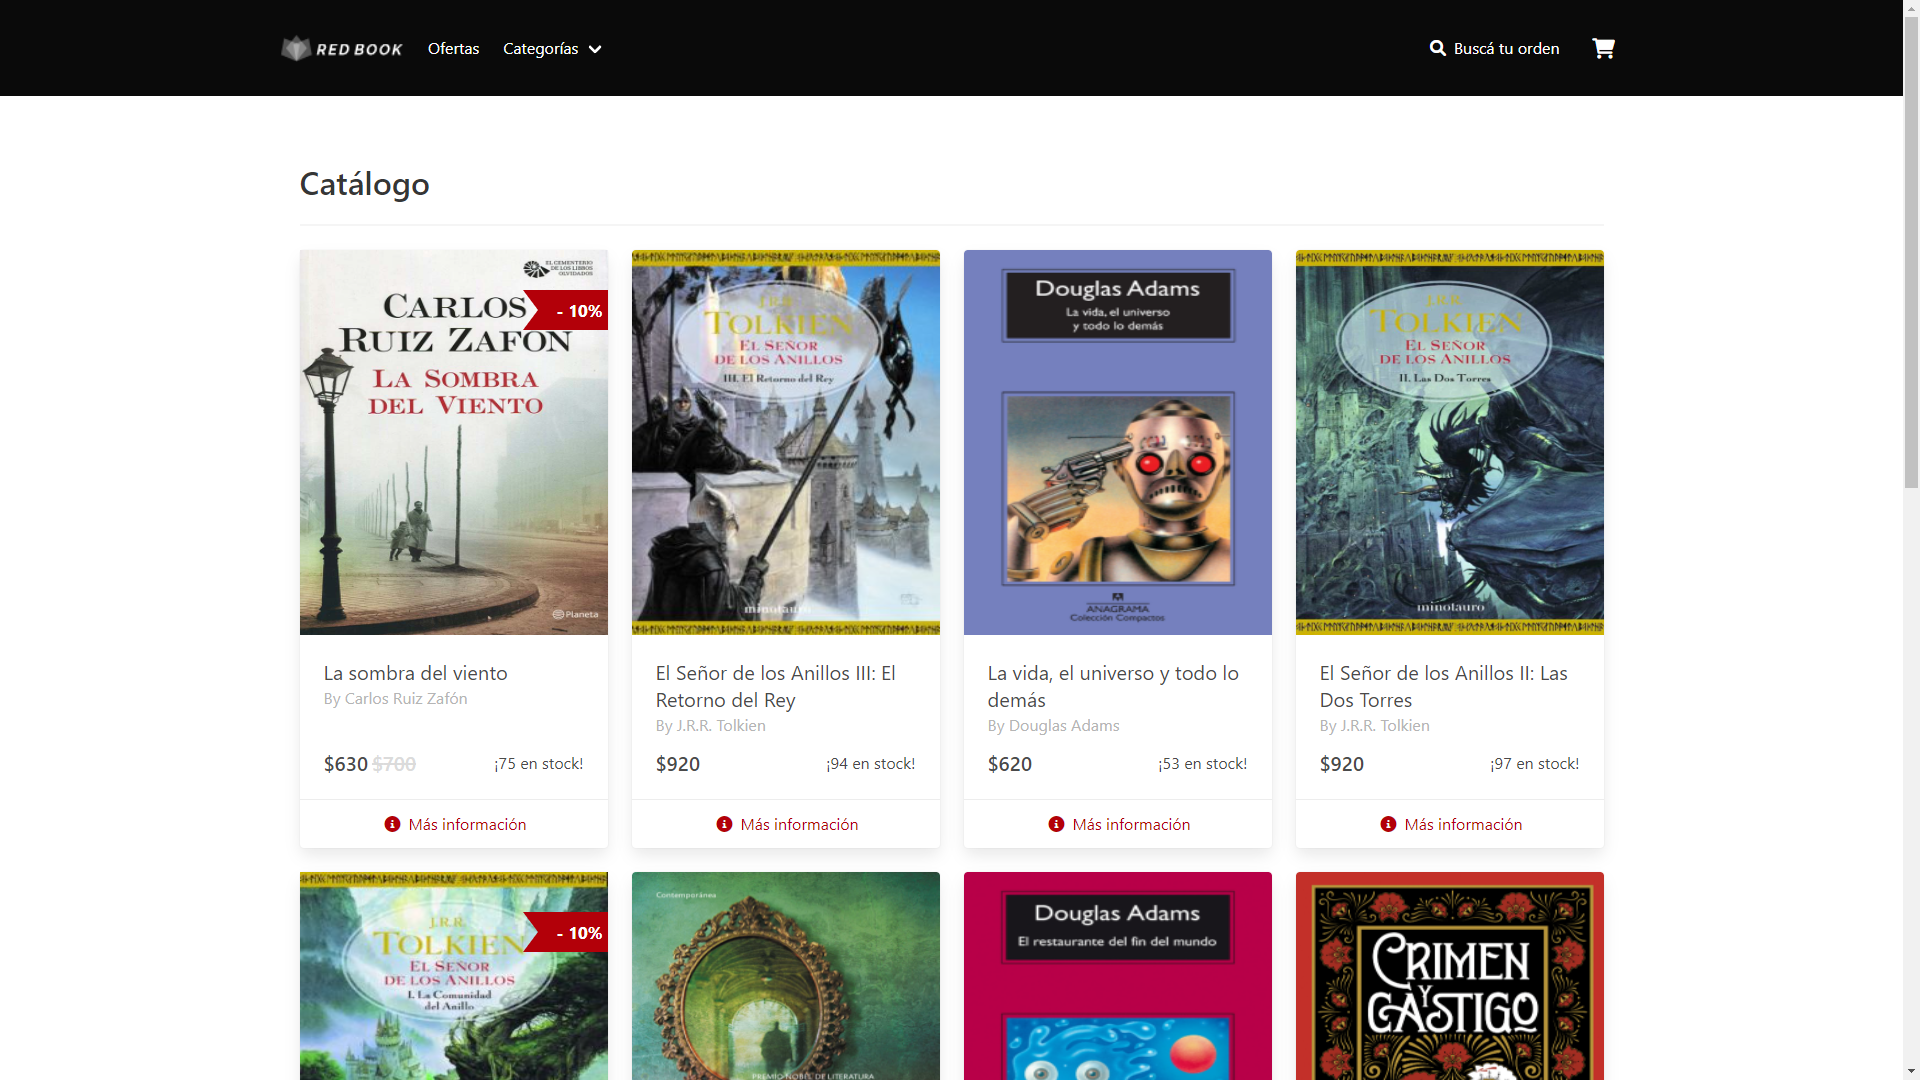 RED BOOK
Ofertas
Categorías
Buscá tu orden
Catálogo
EL CEMENTERIO
DE LOS LIBROS
OLVIDADOS
CARLOS
RUIZ ZAFÓN
- 10%
LA SOMBRA
DEL VIENTO
Planeta
La sombra del viento
By Carlos Ruiz Zafón
$630 $700
¡75 en stock!
Más información
J.R.R.
TOLKIEN
EL SEÑOR
DE LOS ANILLOS
III. El Retorno del Rey
minotauro
El Señor de los Anillos III: El
Retorno del Rey
By J.R.R. Tolkien
$920
¡94 en stock!
Más información
Douglas Adams
La vida, el universo
y todo lo demás
ANAGRAMA
Colección Compactos
La vida, el universo y todo lo
demás
By Douglas Adams
$620
¡53 en stock!
Más información
J.R.R.
TOLKIEN
EL SEÑOR
DE LOS ANILLOS
II. Las Dos Torres
minotauro
El Señor de los Anillos II: Las
Dos Torres
By J.R.R. Tolkien
$920
¡97 en stock!
Más información
J.R.R.
TOLKIEN
EL SEÑOR
DE LOS ANILLOS
I. La Comunidad
del Anillo
- 10%
Contemporánea
PREMIO NOBEL DE LITERATURA
Douglas Adams
El restaurante del fin del mundo
CRIMEN
Y
CASTIGO